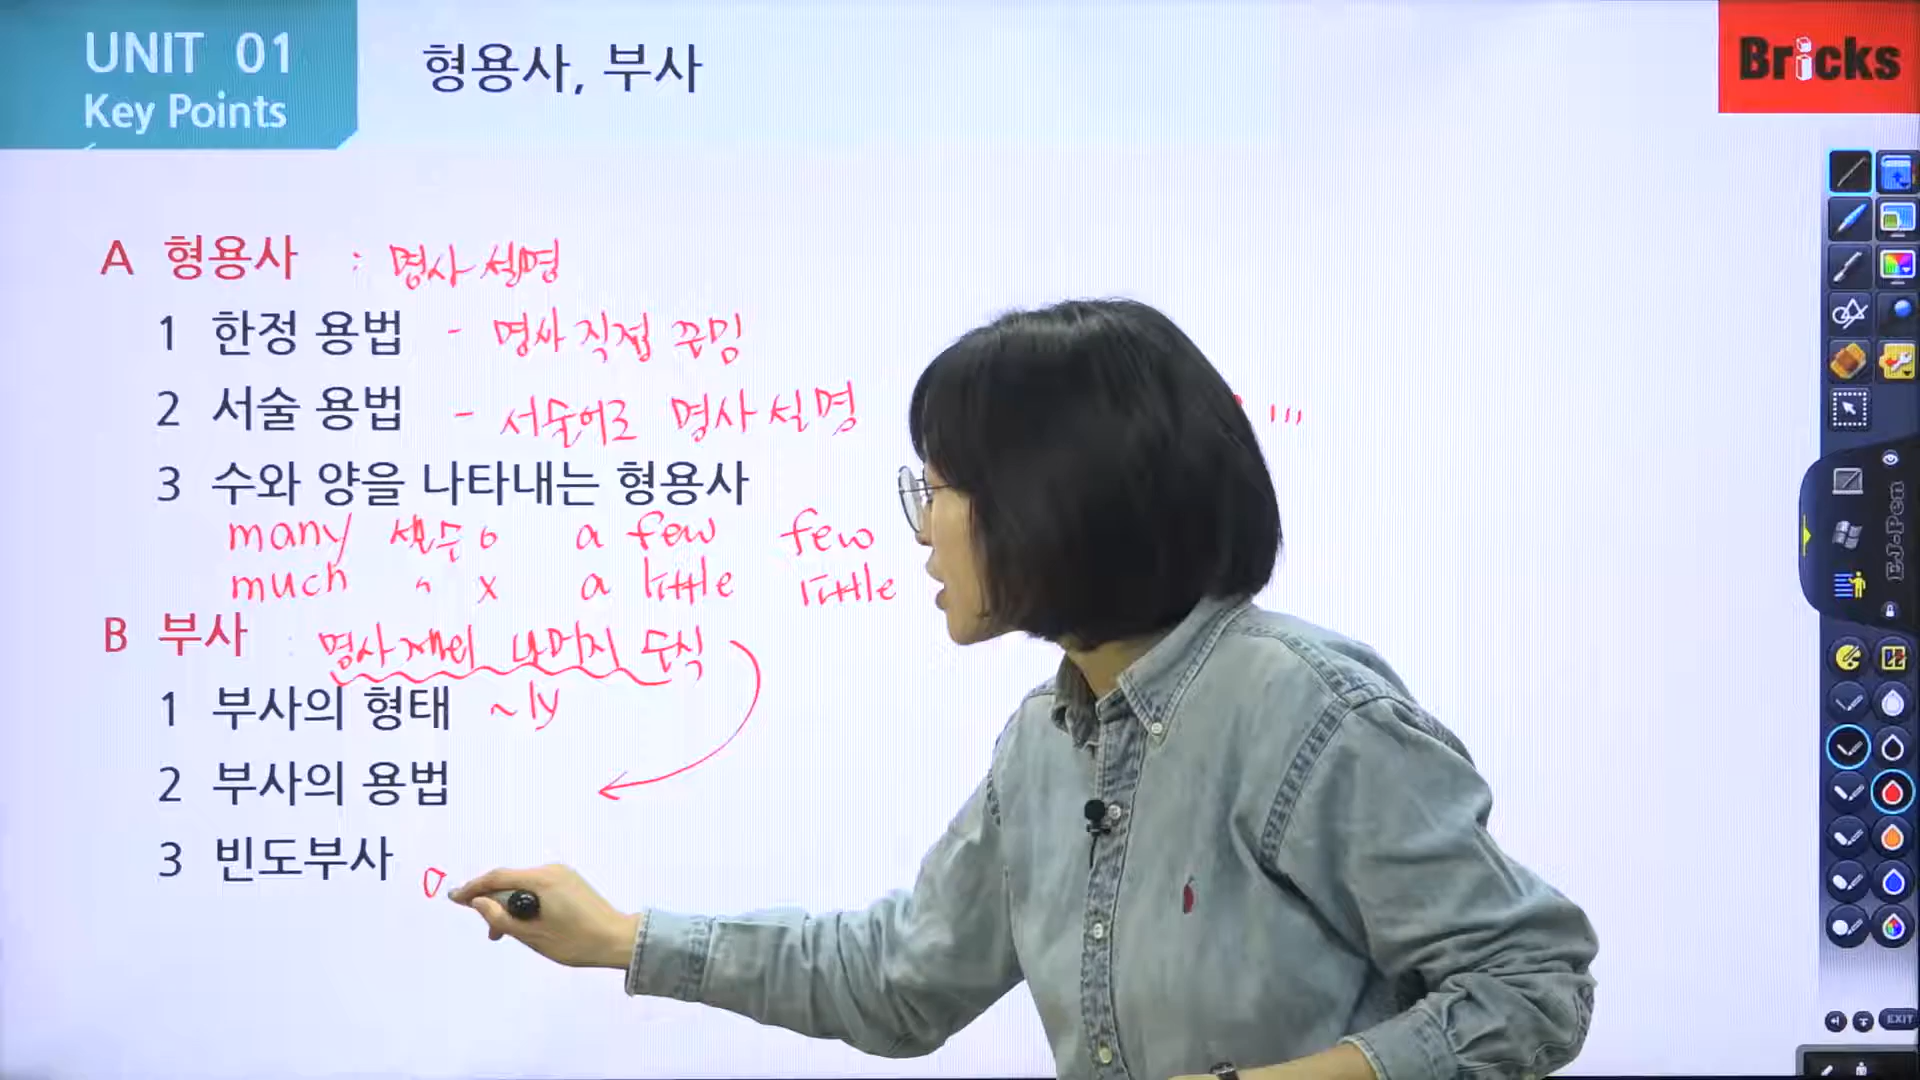 UNIT 01
Key Points
형용사, 부사
Bricks
A 형용사 : 명사 설명
1 한정 용법 - 명사 직접 꾸밈
2 서술 용법 - 서술어로 명사 설명
3 수와 양을 나타내는 형용사
many 셀 수 o a few few
much " x a little little
B 부사 : 명사 제외 나머지 수식
1 부사의 형태 ~ly
2 부사의 용법
3 빈도부사
EJ-Pen
EXIT